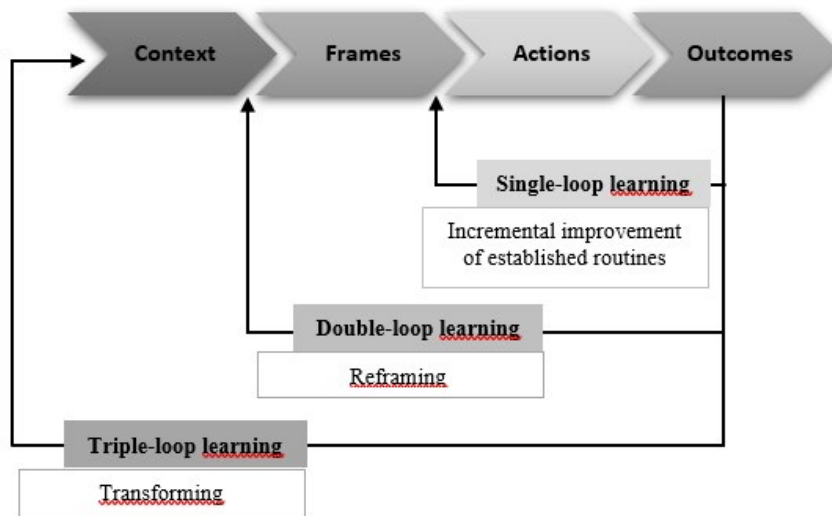 Context
Frames
Actions
Outcomes
Single-loop learning
Incremental improvement
of established routines
Double-loop learning
Reframing
Triple-loop learning
Transforming